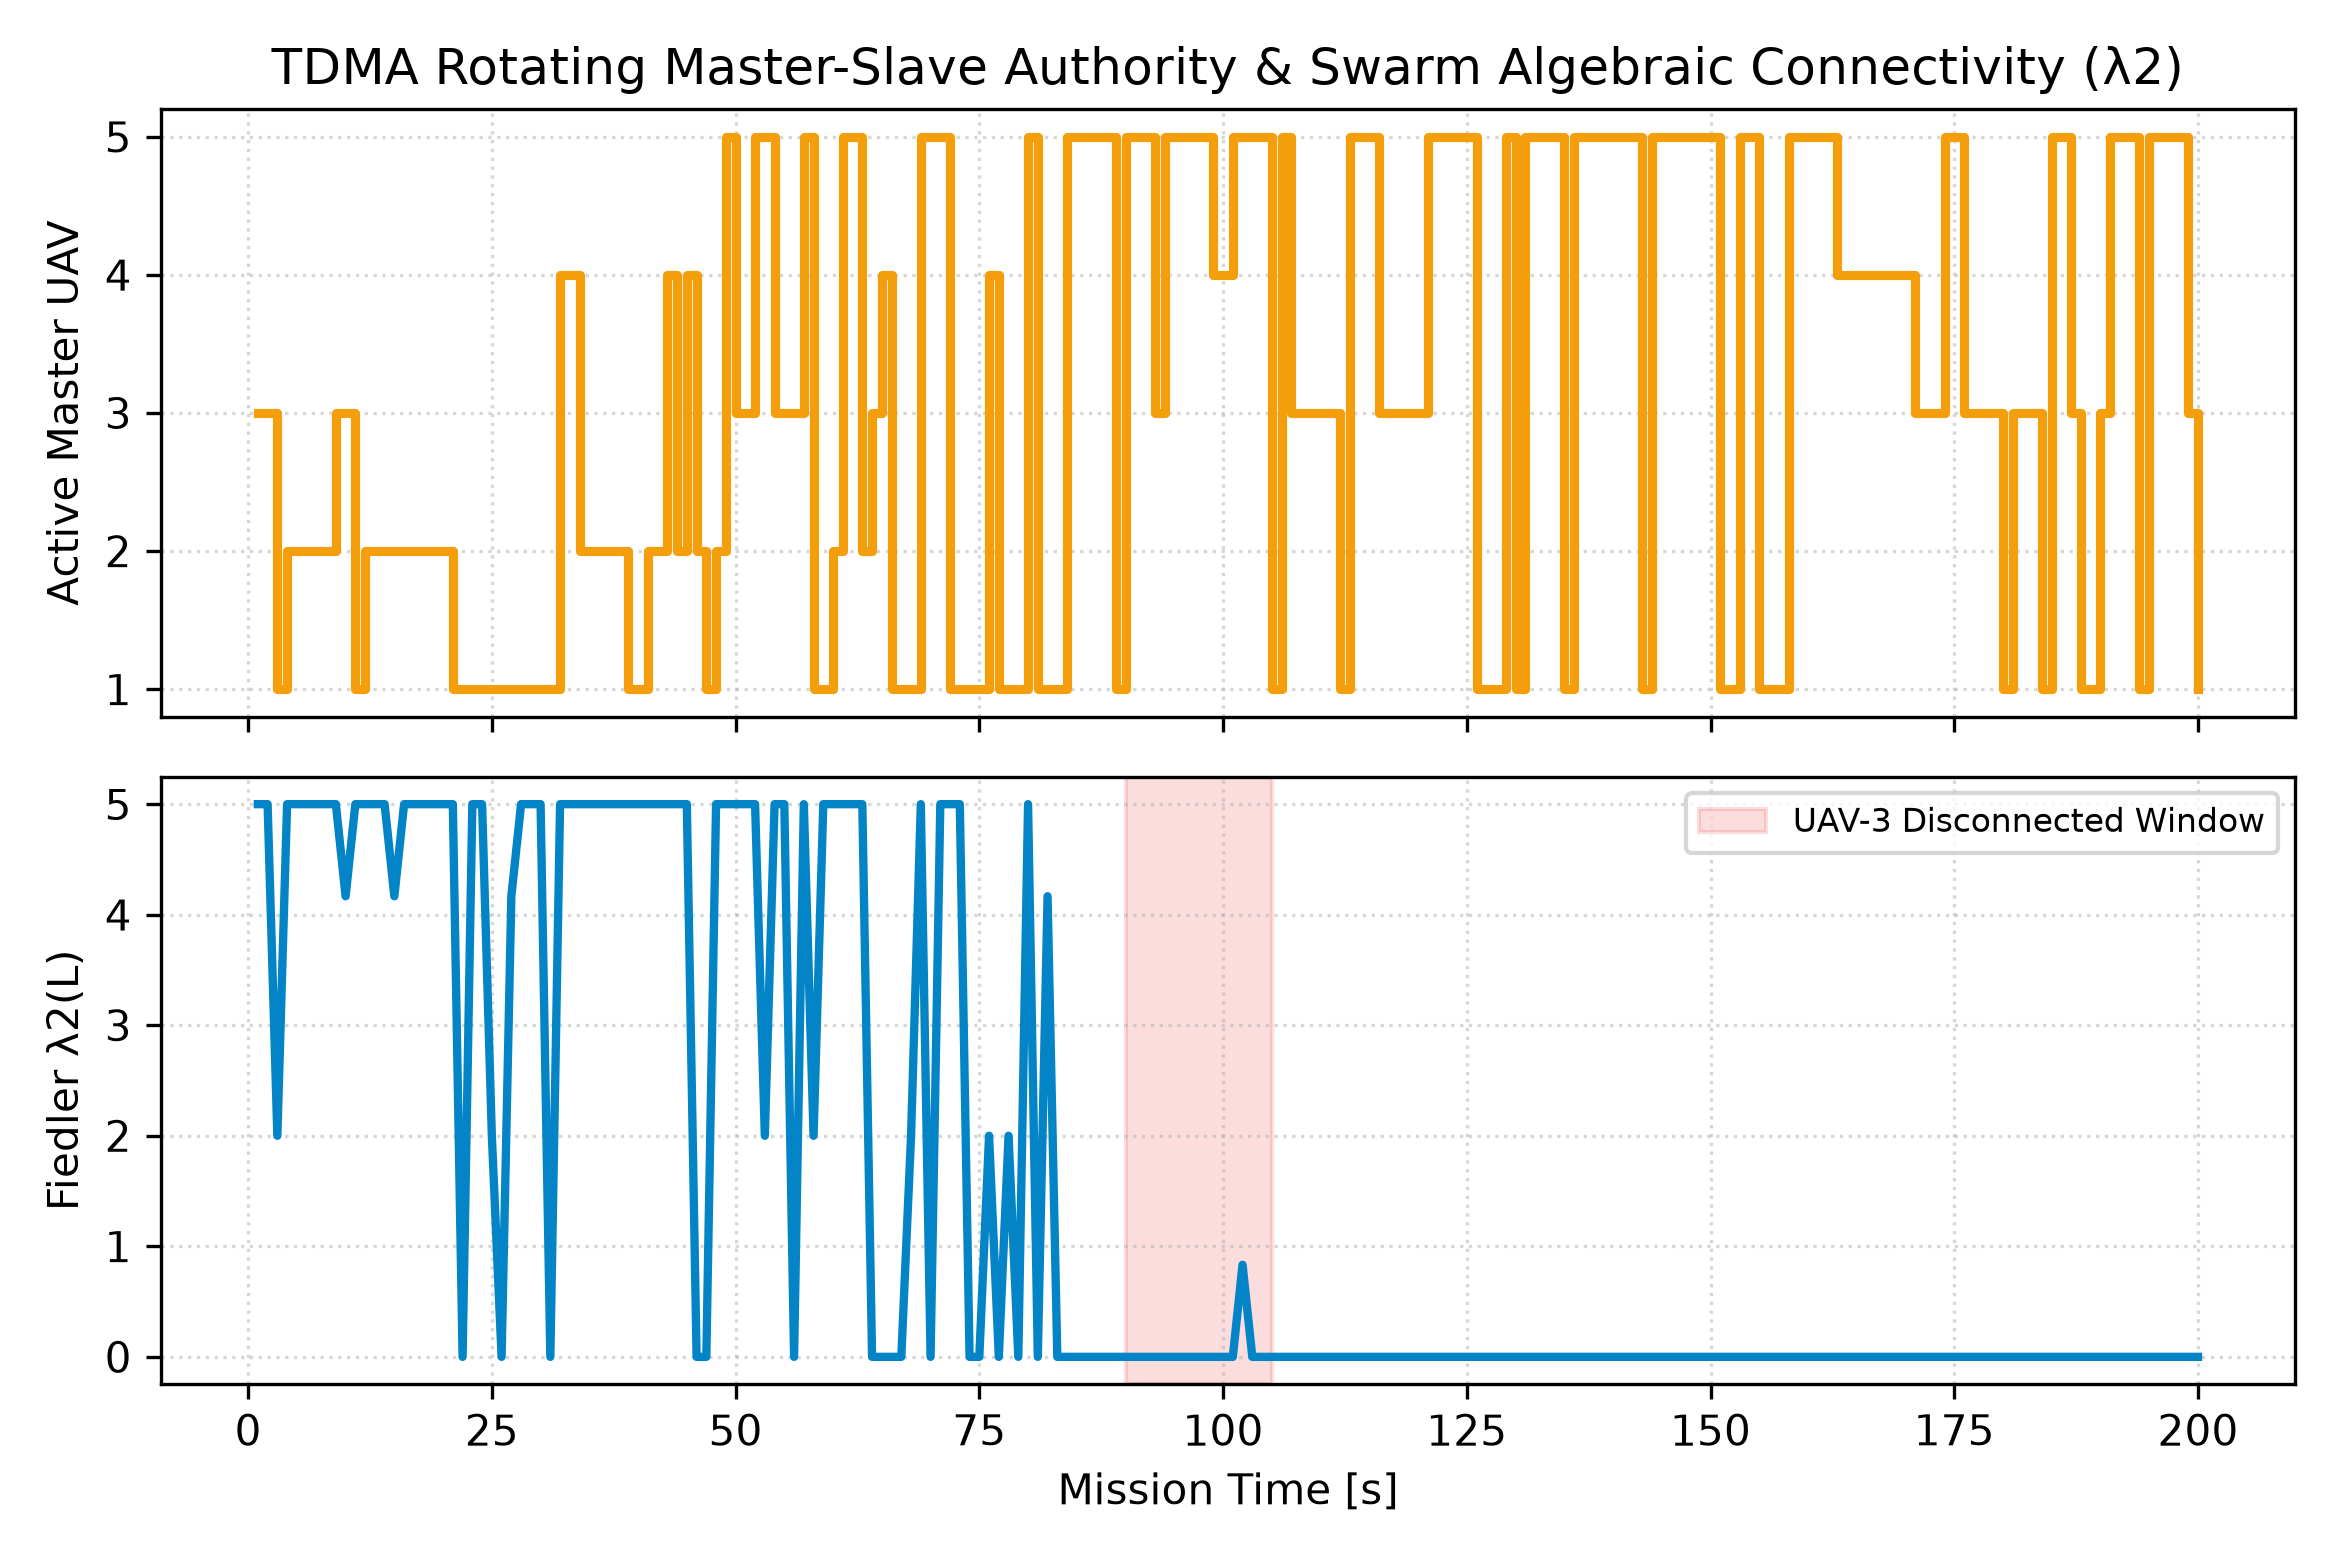 TDMA Rotating Master-Slave Authority & Swarm Algebraic Connectivity (λ2)
Active Master UAV
5
4
3
2
1
Fiedler λ2(L)
5
4
3
2
1
0
UAV-3 Disconnected Window
0 25 50 75 100 125 150 175 200
Mission Time [s]